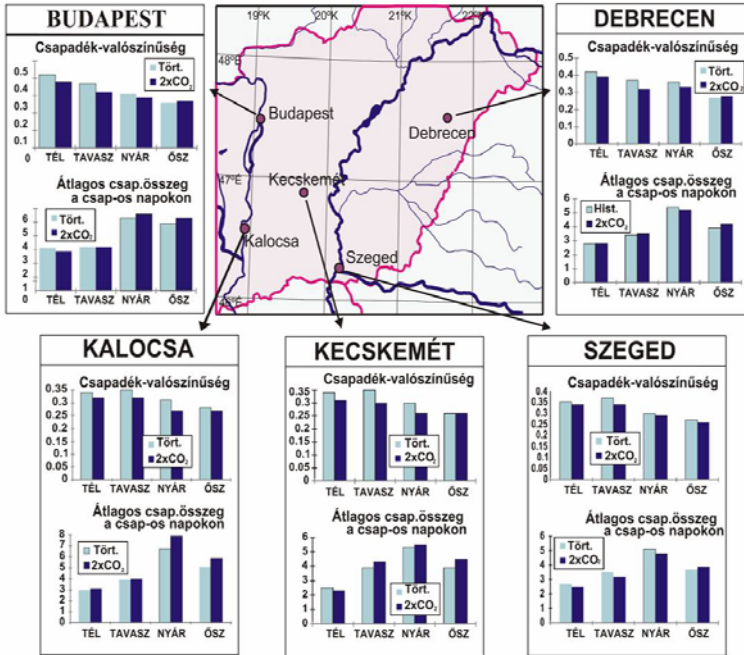 BUDAPEST
Csapadék-valószínűség
Tört.
2xCO₂
0.5
0.4
0.3
0.2
0.1
0
TÉL TAVASZ NYÁR ŐSZ
Átlagos csap.összeg
a csap-os napokon
Tört.
2xCO₂
6
5
4
3
2
1
0
TÉL TAVASZ NYÁR ŐSZ
19°K 20°K 21°K 22°K
48°É
Budapest
Debrecen
47°É
Kecskemét
Kalocsa
Szeged
DEBRECEN
Csapadék-valószínűség
Tört.
2xCO₂
0.5
0.4
0.3
0.2
0.1
0
TÉL TAVASZ NYÁR ŐSZ
Átlagos csap.összeg
a csap-os napokon
Hist.
2xCO₂
6
5
4
3
2
1
0
TÉL TAVASZ NYÁR ŐSZ
KALOCSA
Csapadék-valószínűség
0.35
0.3
0.25
0.2
0.15
0.1
0.05
0
Tört.
2xCO₂
TÉL TAVASZ NYÁR ŐSZ
Átlagos csap.összeg
a csap-os napokon
8
7
6
5
4
3
2
1
0
Tört.
2xCO₂
TÉL TAVASZ NYÁR ŐSZ
KECSKEMÉT
Csapadék-valószínűség
0.35
0.3
0.25
0.2
0.15
0.1
0.05
0
Tört.
2xCO₂
TÉL TAVASZ NYÁR ŐSZ
Átlagos csap.összeg
a csap-os napokon
5
4
3
2
1
0
Tört.
2xCO₂
TÉL TAVASZ NYÁR ŐSZ
SZEGED
Csapadék-valószínűség
0.4
0.35
0.3
0.25
0.2
0.15
0.1
0.05
0
Tört.
2xCO₂
TÉL TAVASZ NYÁR ŐSZ
Átlagos csap.összeg
a csap-os napokon
6
5
4
3
2
1
0
Tört.
2xCO₂
TÉL TAVASZ NYÁR ŐSZ